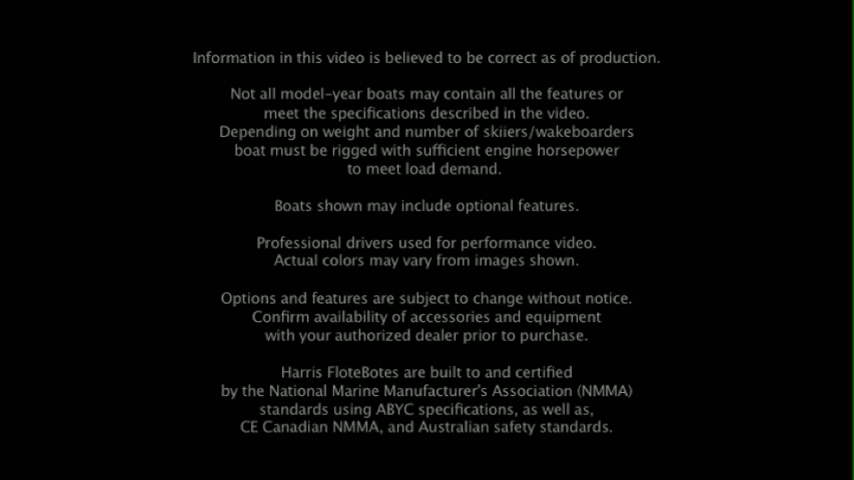 Information in this video is believed to be correct as of production.
Not all model-year boats may contain all the features or
meet the specifications described in the video.
Depending on weight and number of skiiers/wakeboarders
boat must be rigged with sufficient engine horsepower
to meet load demand.
Boats shown may include optional features.
Professional drivers used for performance video.
Actual colors may vary from images shown.
Options and features are subject to change without notice.
Confirm availability of accessories and equipment
with your authorized dealer prior to purchase.
Harris FloteBotes are built to and certified
by the National Marine Manufacturer's Association (NMMA)
standards using ABYC specifications, as well as,
CE Canadian NMMA, and Australian safety standards.